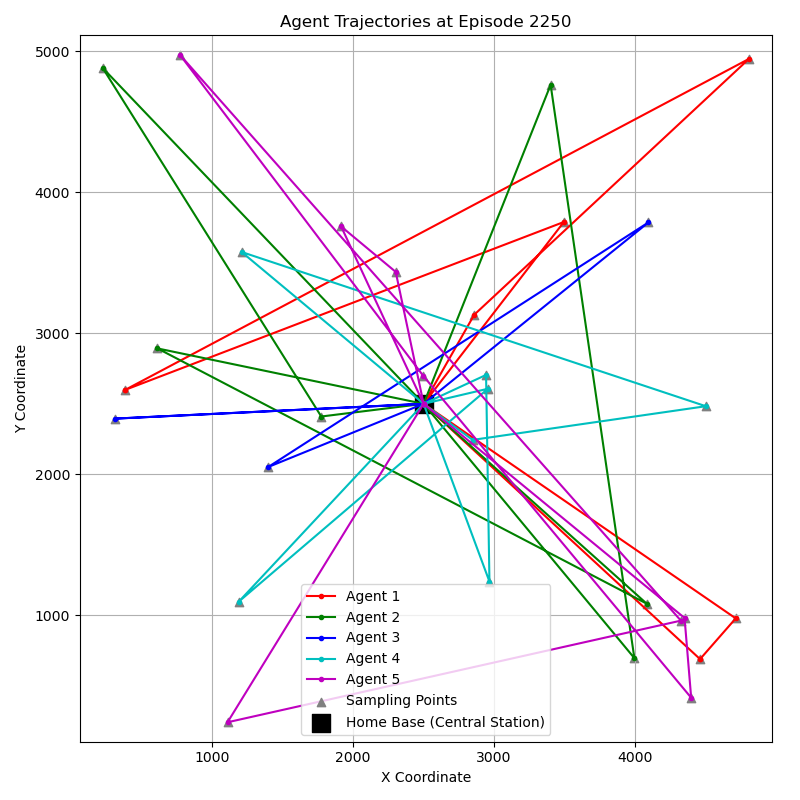 Agent Trajectories at Episode 2250
5000
4000
3000
2000
1000
Y Coordinate
Agent 1
Agent 2
Agent 3
Agent 4
Agent 5
Sampling Points
Home Base (Central Station)
1000 2000 3000 4000
X Coordinate